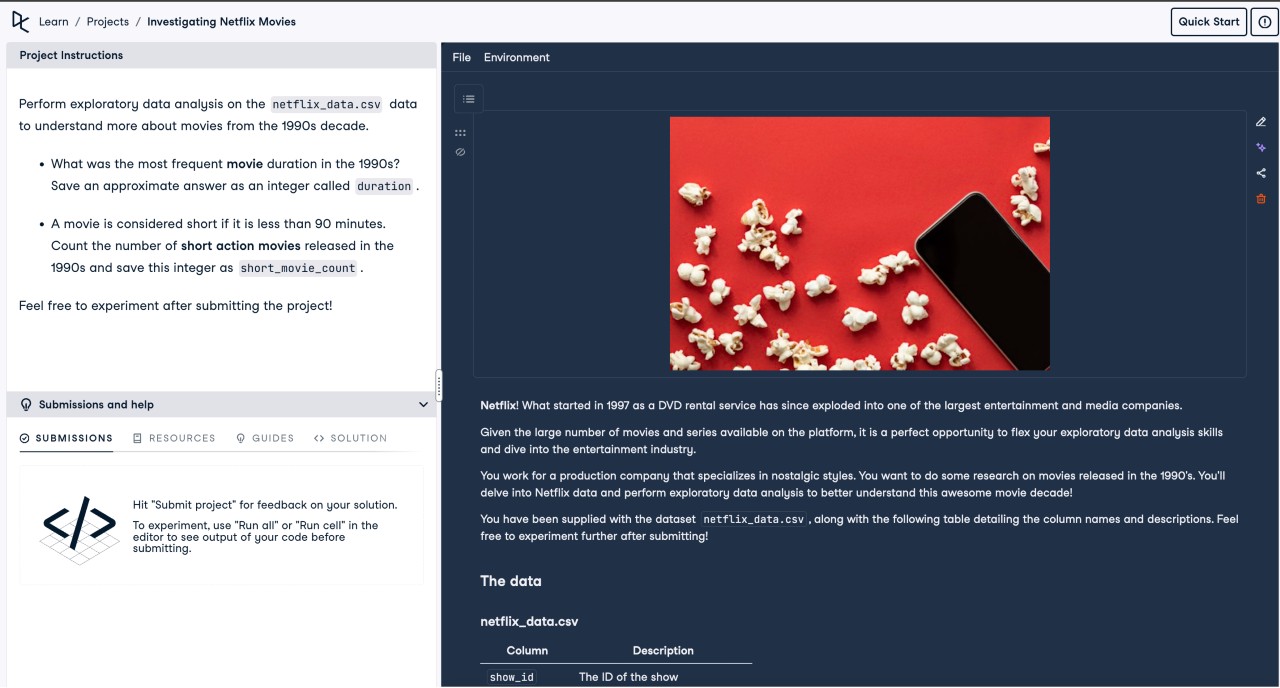 Learn / Projects / Investigating Netflix Movies
Quick Start
Project Instructions
Perform exploratory data analysis on the netflix_data.csv data
to understand more about movies from the 1990s decade.
• What was the most frequent movie duration in the 1990s?
Save an approximate answer as an integer called duration .
• A movie is considered short if it is less than 90 minutes.
Count the number of short action movies released in the
1990s and save this integer as short_movie_count .
Feel free to experiment after submitting the project!
Submissions and help
SUBMISSIONS RESOURCES GUIDES SOLUTION
Hit "Submit project" for feedback on your solution.
To experiment, use "Run all" or "Run cell" in the
editor to see output of your code before
submitting.
File Environment
Netflix! What started in 1997 as a DVD rental service has since exploded into one of the largest entertainment and media companies.
Given the large number of movies and series available on the platform, it is a perfect opportunity to flex your exploratory data analysis skills
and dive into the entertainment industry.
You work for a production company that specializes in nostalgic styles. You want to do some research on movies released in the 1990's. You'll
delve into Netflix data and perform exploratory data analysis to better understand this awesome movie decade!
You have been supplied with the dataset netflix_data.csv , along with the following table detailing the column names and descriptions. Feel
free to experiment further after submitting!
The data
netflix_data.csv
Column Description
show_id The ID of the show